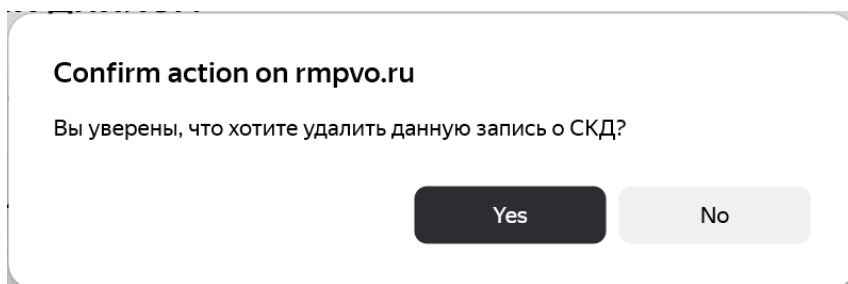 Confirm action on rmpvo.ru
Вы уверены, что хотите удалить данную запись о СКД?
Yes
No